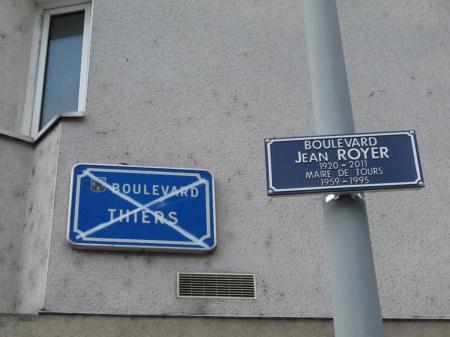 BOULEVARD
THIERS
BOULEVARD
JEAN ROYER
1920 - 2011
MAIRE DE TOURS
1959 - 1995